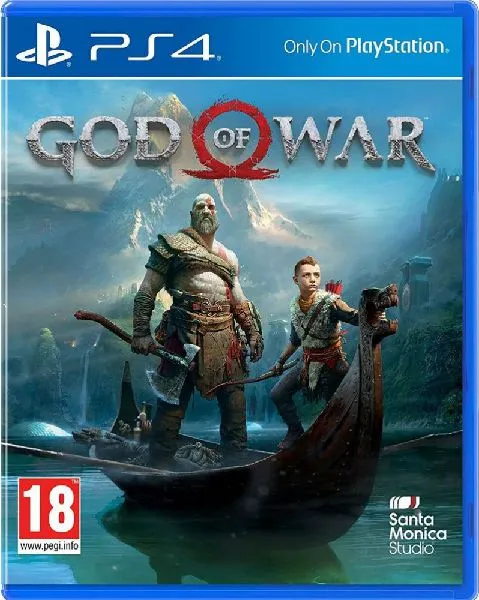 PS4
Only On PlayStation®
GOD OF WAR
18
www.pegi.info
Santa
Monica
Studio